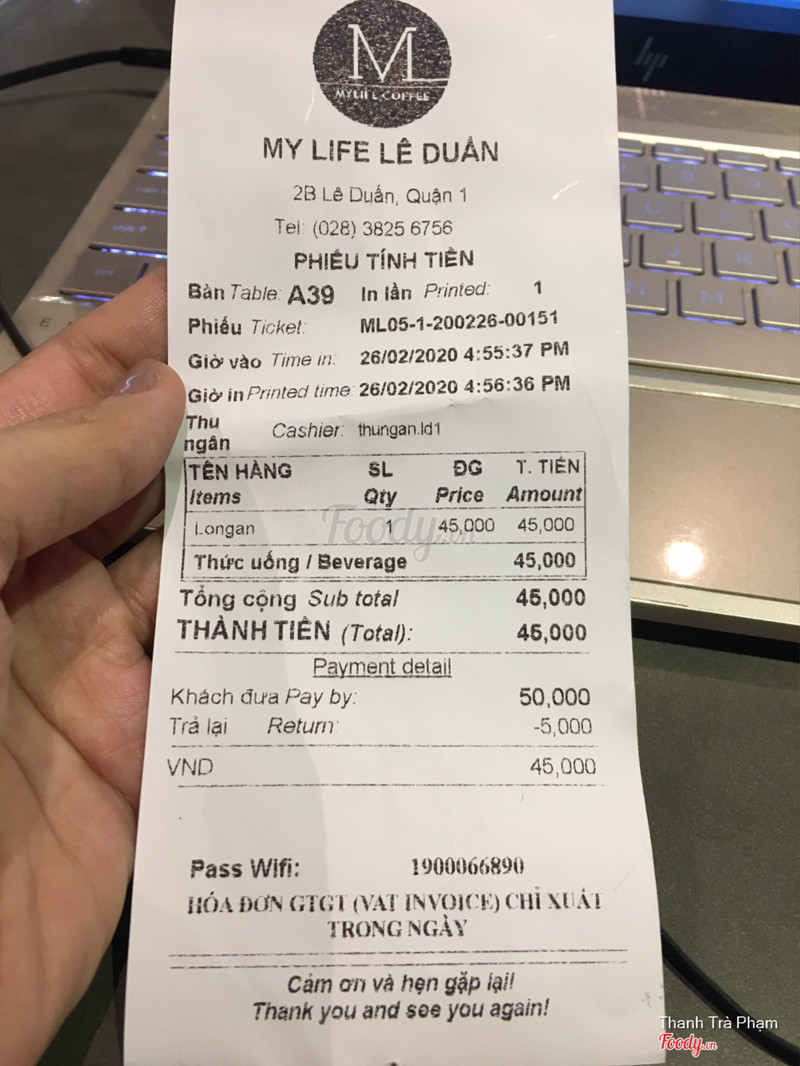 hp
M
MYLIFE COFFEE
MY LIFE LÊ DUẨN
2B Lê Duẩn, Quận 1
Tel: (028) 3825 6756
PHIẾU TÍNH TIỀN
Bàn Table: A39 In lần Printed: 1
Phiếu Ticket: ML05-1-200226-00151
Giờ vào Time in: 26/02/2020 4:55:37 PM
Giờ in Printed time: 26/02/2020 4:56:36 PM
Thu ngân Cashier: thungan.ld1
TÊN HÀNG SL ĐG T. TIỀN
Items Qty Price Amount
Longan 1 45,000 45,000
Foody.vn
Thức uống / Beverage 45,000
Tổng cộng Sub total 45,000
THÀNH TIỀN (Total): 45,000
Payment detail
Khách đưa Pay by: 50,000
Trả lại Return: -5,000
VND 45,000
Pass Wifi: 1900066890
HÓA ĐƠN GTGT (VAT INVOICE) CHỈ XUẤT
TRONG NGÀY
Cảm ơn và hẹn gặp lại!
Thank you and see you again!
Thanh Trà Phạm
Foody.vn